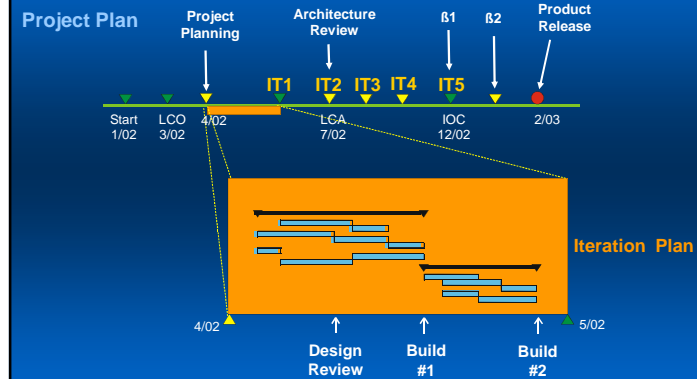 Project Plan
Project
Planning
Architecture
Review
ß1
ß2
Product
Release
IT1
IT2
IT3
IT4
IT5
Start
1/02
LCO
3/02
4/02
LCA
7/02
IOC
12/02
2/03
Iteration Plan
4/02
5/02
Design
Review
Build
#1
Build
#2